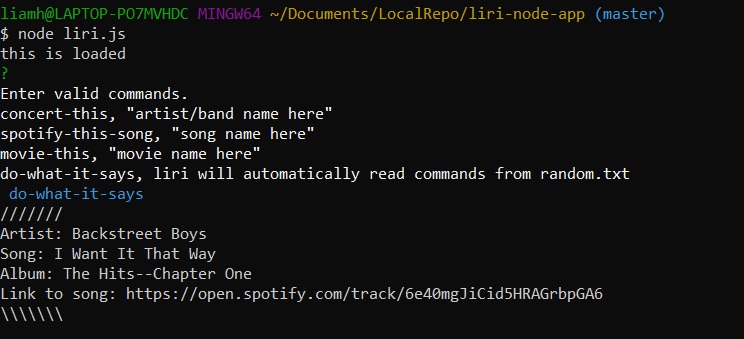 liamh@LAPTOP-PO7MVHDC MINGW64 ~/Documents/LocalRepo/liri-node-app (master)
$ node liri.js
this is loaded
?
Enter valid commands.
concert-this, "artist/band name here"
spotify-this-song, "song name here"
movie-this, "movie name here"
do-what-it-says, liri will automatically read commands from random.txt
 do-what-it-says
///////
Artist: Backstreet Boys
Song: I Want It That Way
Album: The Hits--Chapter One
Link to song: https://open.spotify.com/track/6e40mgJiCid5HRAGrbpGA6
\\\\\\\